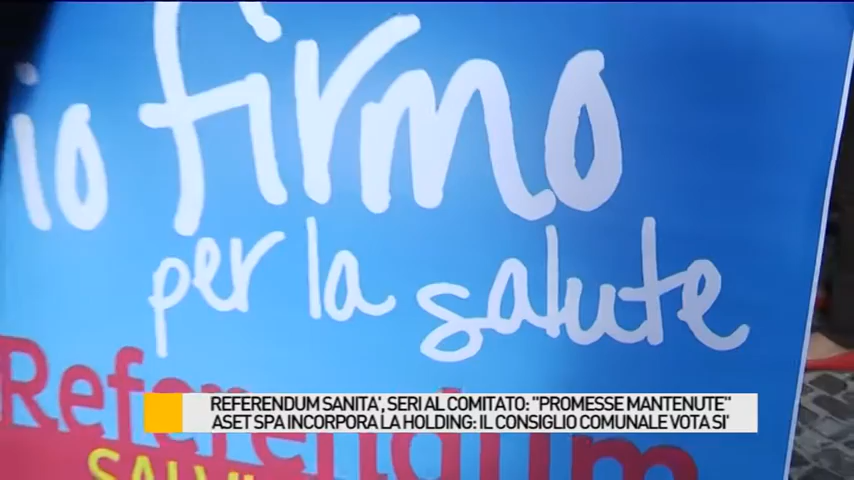 io firmo
per la salute
Referendum
REFERENDUM SANITA', SERI AL COMITATO: "PROMESSE MANTENUTE"
ASET SPA INCORPORA LA HOLDING: IL CONSIGLIO COMUNALE VOTA SI'